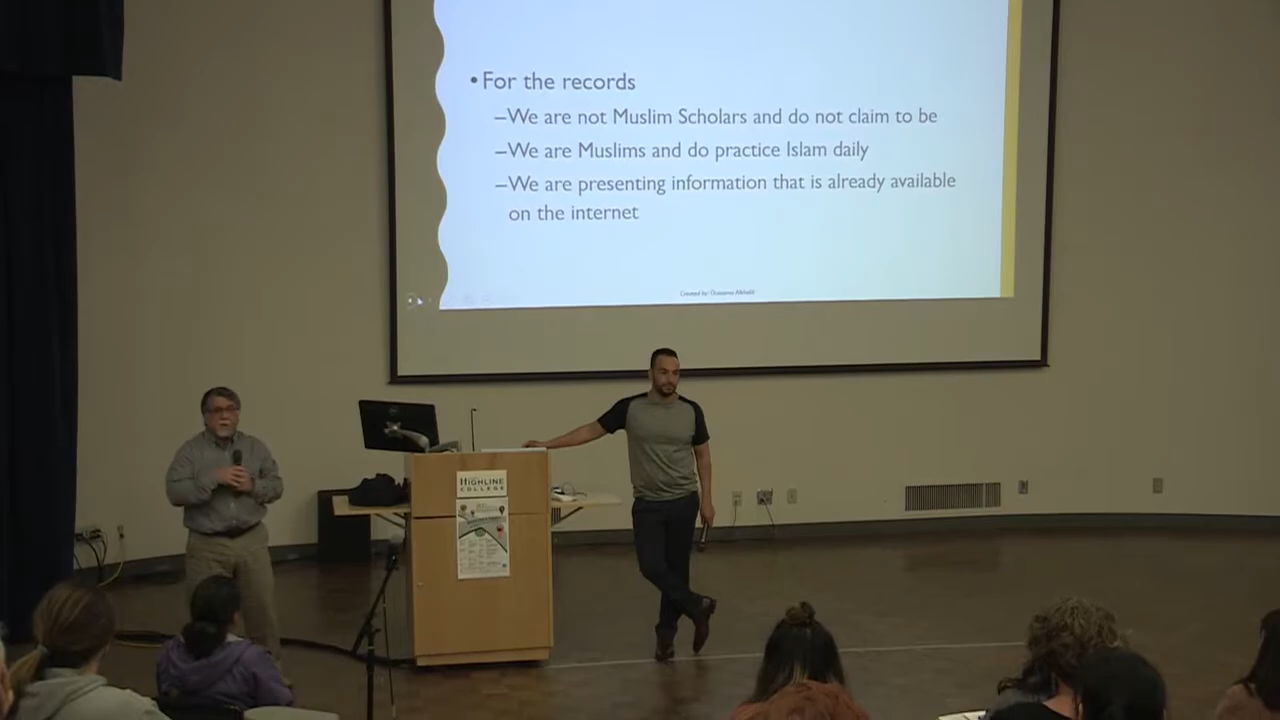 • For the records
–We are not Muslim Scholars and do not claim to be
–We are Muslims and do practice Islam daily
–We are presenting information that is already available
on the internet
HIGHLINE
COLLEGE